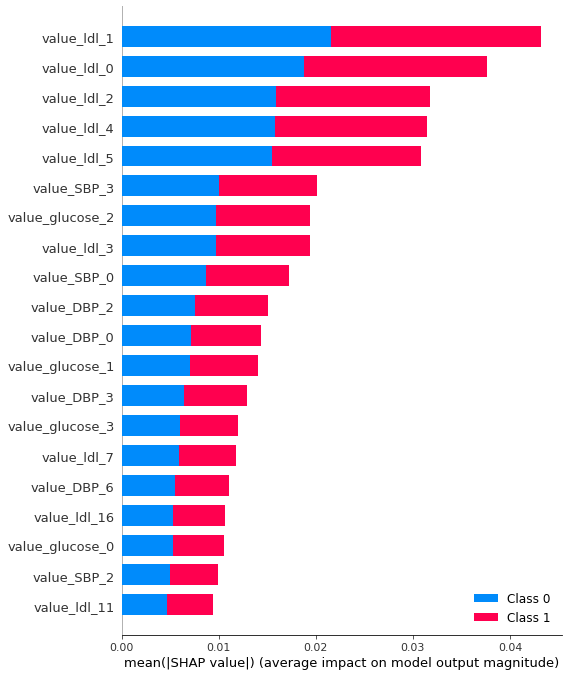 value_ldl_1
value_ldl_0
value_ldl_2
value_ldl_4
value_ldl_5
value_SBP_3
value_glucose_2
value_ldl_3
value_SBP_0
value_DBP_2
value_DBP_0
value_glucose_1
value_DBP_3
value_glucose_3
value_ldl_7
value_DBP_6
value_ldl_16
value_glucose_0
value_SBP_2
value_ldl_11
Class 0
Class 1
0.00 0.01 0.02 0.03 0.04
mean(|SHAP value|) (average impact on model output magnitude)